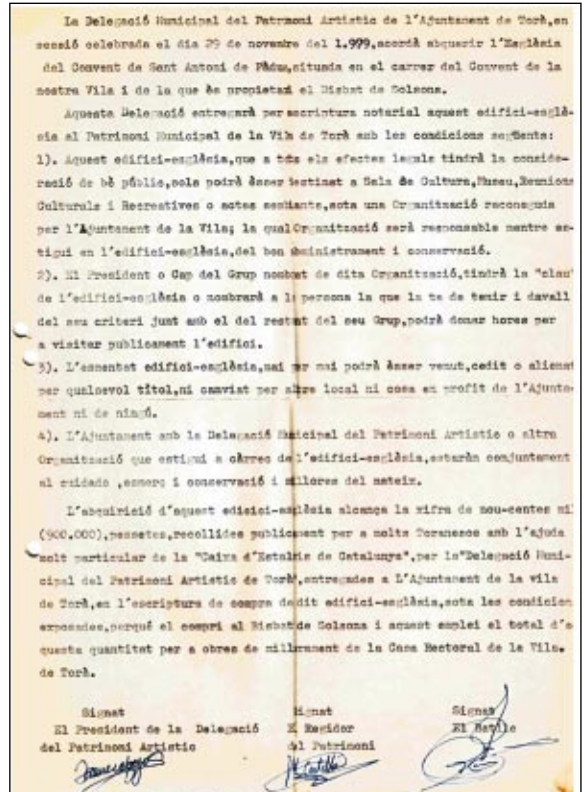 La Delegació Municipal del Patrmoni Artistic de l'Ajuntament de Torà,en
sessió celebrada el dia 29 de novembre del 1.979,acordà abquerir l'Església
del Convent de Sant Antoni de Pàdua,situada en el carrer del Convent de la
nostra Vila i de la que és propietari el Bisbat de Solsona.
Aquesta Delegació entregarà per escriptura notarial aquest edifici-esglè-
sia al Patrimoni Municipal de la Vila de Torà amb les condicions següents:
1). Aquest edifici-església,que a tots els efectes legals tindrà la conside-
ració de bè públic,sols podrà ésser destinat a Sala de Cultura,Museu,Reunions
Culturals i Recreatives o actes semblants,sota una Organització reconeguda
per l'Ajuntament de la Vila; la qual Organització serà responsable mentre es-
tigui en l'edifici-església,del bon administrament i conservació.
2). El President o Cap del Grup nombrat de dita Organització,tindrà la "clau"
de l'edifici-església o nombrarà a la persona la que la te de tenir i davall
del seu criteri junt amb el del restant del seu Grup,podrà donar hores per
a visitar publicament l'edifici.
3). L'esmentat edifici-església,mai per mai podrà ésser venut,cedit o alienat
per qualsevol títol,ni canviat per altre local ni cosa en profit de l'Ajunta-
ment ni de ningú.
4). L'Ajuntament amb la Delegació Municipal del Patrimoni Artistic o altra
Organització que estigui a càrrec de l'edifici-església,estaràn conjuntament
al cuidado ,esmerç i conservació i millores del mateix.
L'abquirició d'aquest edisici-església alcança la xifra de nou-centes mil
(900.000),pessetes,recollides publicament per a molts Toranesos amb l'ajuda
molt particular de la "Caixa d'Estalvis de Catalunya",per la"Delegació Muni-
cipal del Patrimoni Artistic de Torà",entregades a L'Ajuntament de la vila
de Torà,en l'escriptura de compra de dit edifici-església,sota les condicions
exposades,perquè el compri al Bisbat de Solsona i aquest emplei el total d'a-
questa quantitat per a obres de millorament de la Casa Rectoral de la Vila.
de Torà.
Signat Signat Signat
El President de la Delegació El Regidor El Batlle
del Patrimoni Artistic del Patrimoni